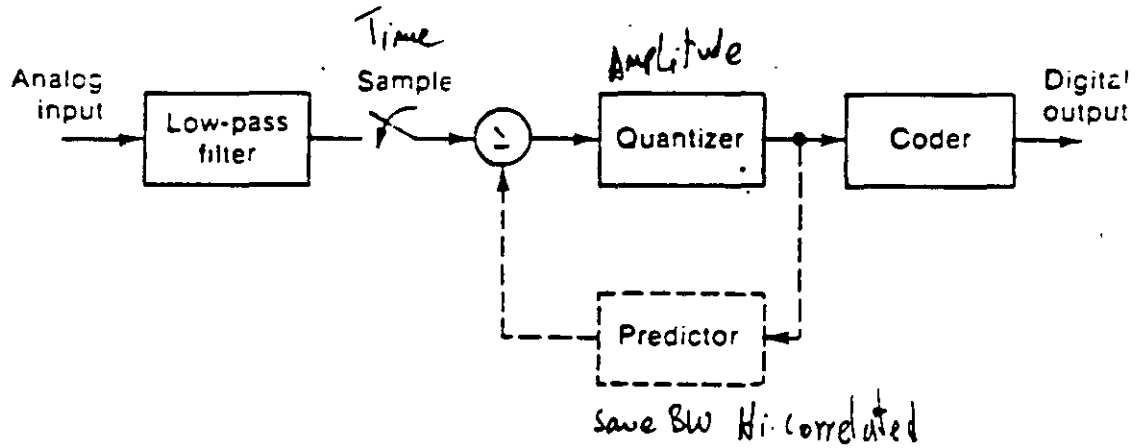 Time
Analog
input
Sample
Low-pass
filter
Σ
Amplitude
Quantizer
Coder
Digital
output
Predictor
Save BW Hi correlated